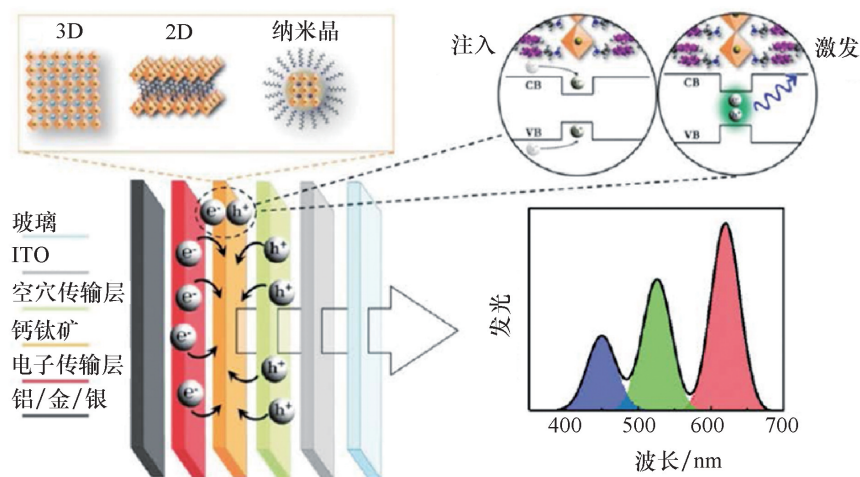 3D
2D
纳米晶
注入
激发
CB
VB
CB
VB
e-
h+
e-
h+
e-
h+
e-
h+
e-
h+
玻璃
ITO
空穴传输层
钙钛矿
电子传输层
铝/金/银
发光
400
500
600
700
波长/nm